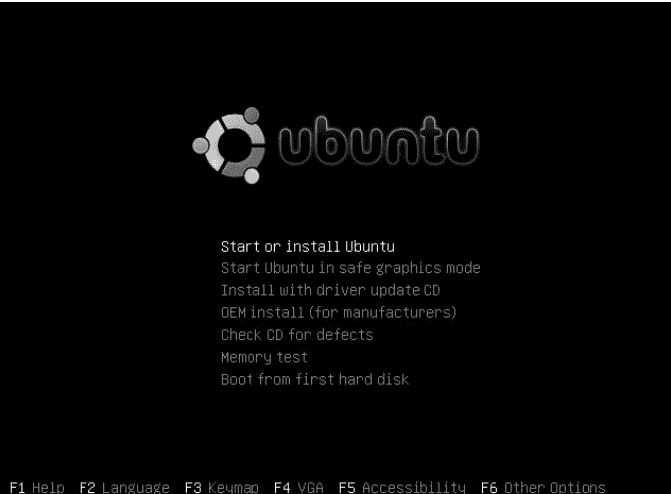 ubuntu
Start or install Ubuntu
Start Ubuntu in safe graphics mode
Install with driver update CD
OEM install (for manufacturers)
Check CD for defects
Memory test
Boot from first hard disk
F1 Help F2 Language F3 Keymap F4 VGA F5 Accessibility F6 Other Options